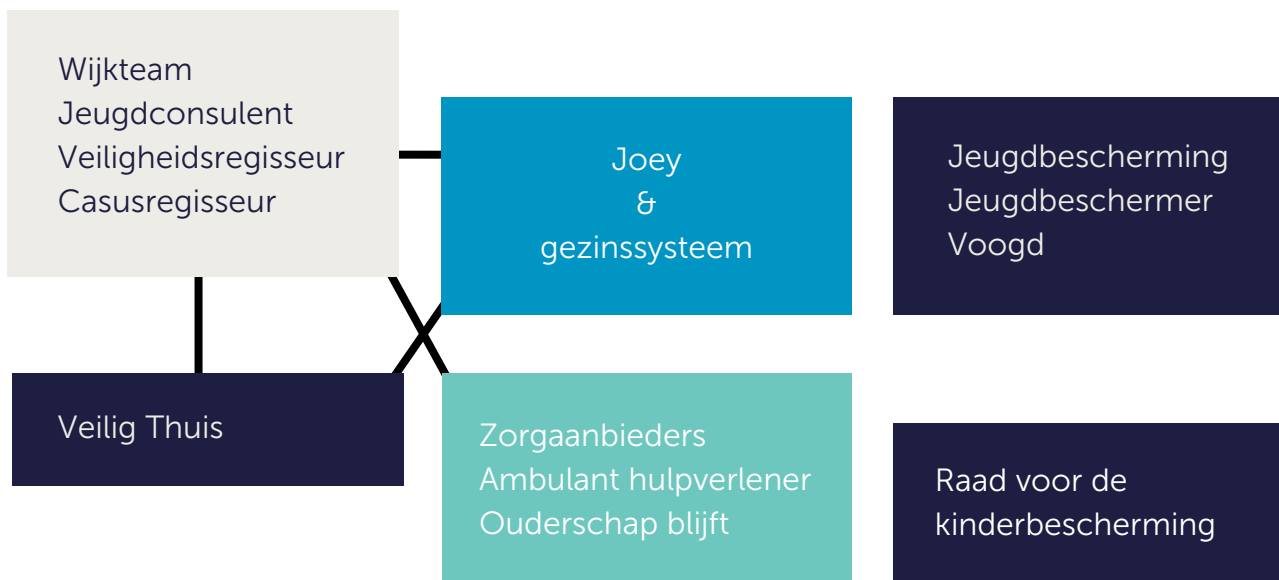 Wijkteam
Jeugdconsulent
Veiligheidsregisseur
Casusregisseur
Joey
&
gezinssysteem
Jeugdbescherming
Jeugdbeschermer
Voogd
Veilig Thuis
Zorgaanbieders
Ambulant hulpverlener
Ouderschap blijft
Raad voor de
kinderbescherming